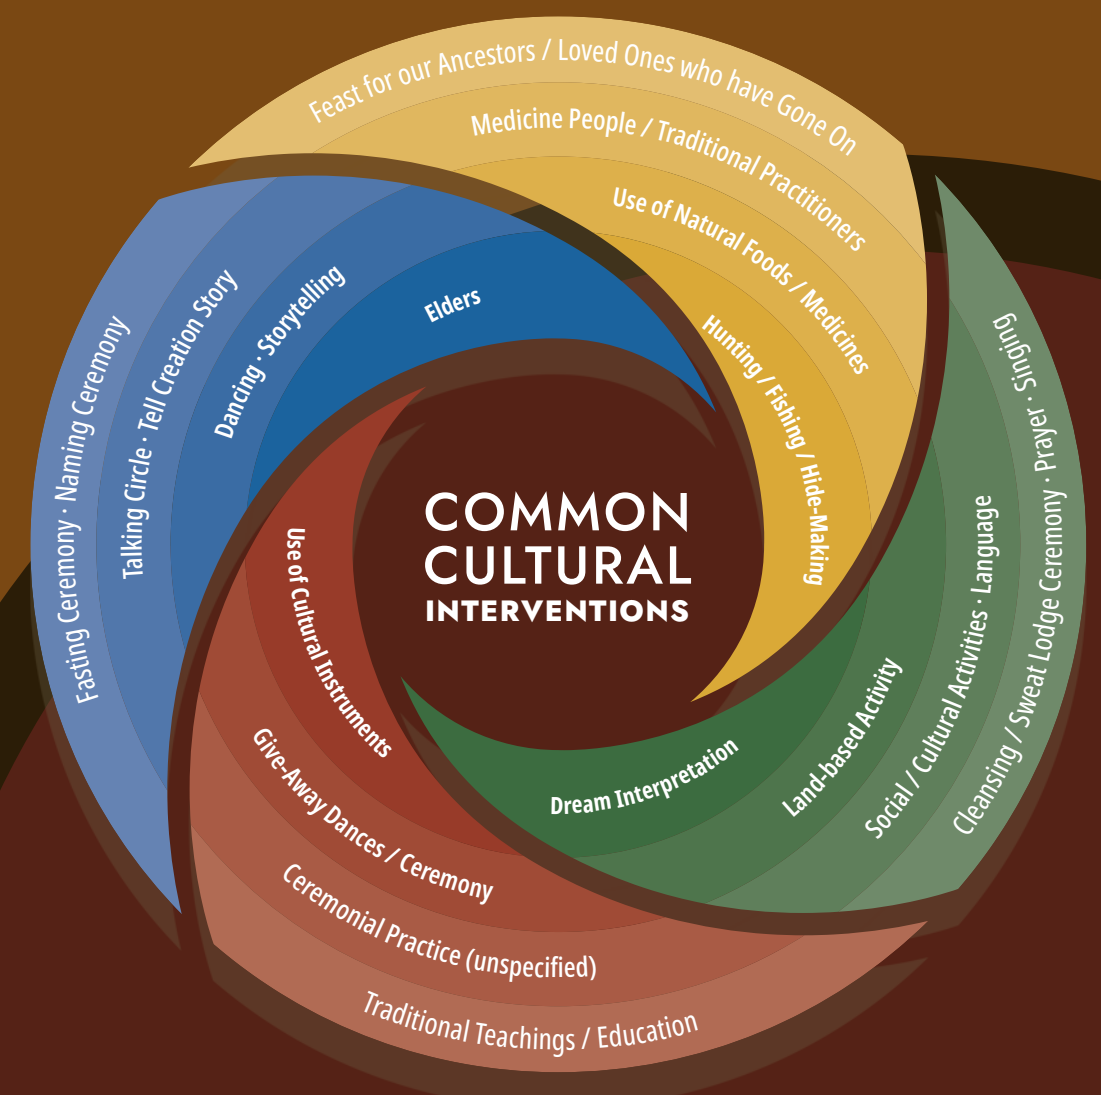 COMMON
CULTURAL
INTERVENTIONS
Feast for our Ancestors / Loved Ones who have Gone On
Medicine People / Traditional Practitioners
Use of Natural Foods / Medicines
Hunting / Fishing / Hide-Making
Cleansing / Sweat Lodge Ceremony · Prayer · Singing
Social / Cultural Activities · Language
Land-based Activity
Dream Interpretation
Traditional Teachings / Education
Ceremonial Practice (unspecified)
Give-Away Dances / Ceremony
Use of Cultural Instruments
Fasting Ceremony · Naming Ceremony
Talking Circle · Tell Creation Story
Dancing · Storytelling
Elders